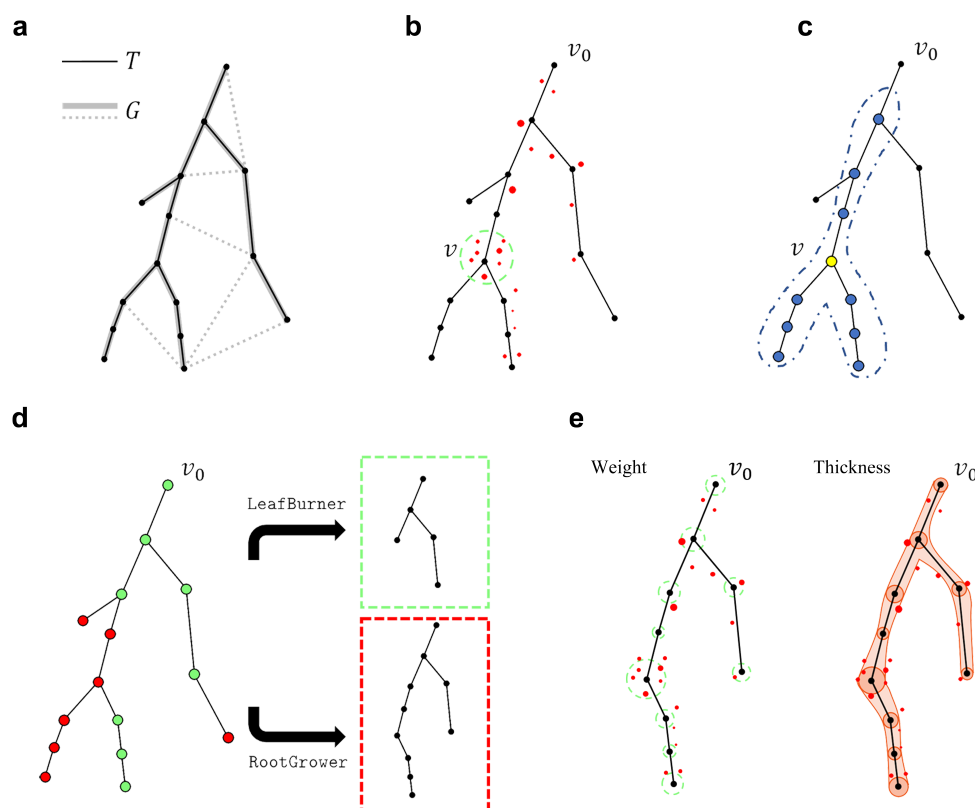 a
T
G
b
v0
v
c
v0
v
d
v0
LeafBurner
RootGrower
e
Weight
v0
Thickness
v0